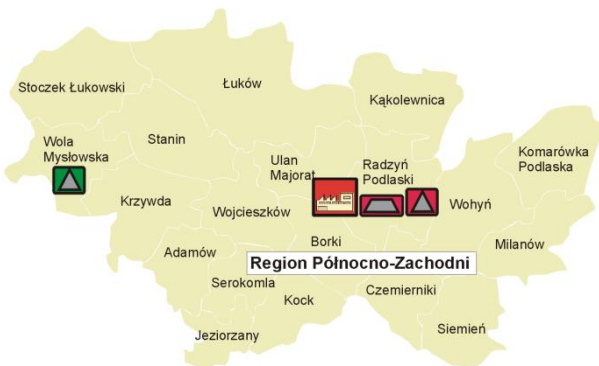 Łuków
Stoczek Łukowski
Kąkolewnica
Stanin
Wola
Mysłowska
Komarówka
Podlaska
Ulan
Majorat
Radzyń
Podlaski
Krzywda
Wojcieszków
Wohyń
Borki
Milanów
Adamów
Region Północno-Zachodni
Serokomla
Czemierniki
Kock
Siemień
Jeziorzany